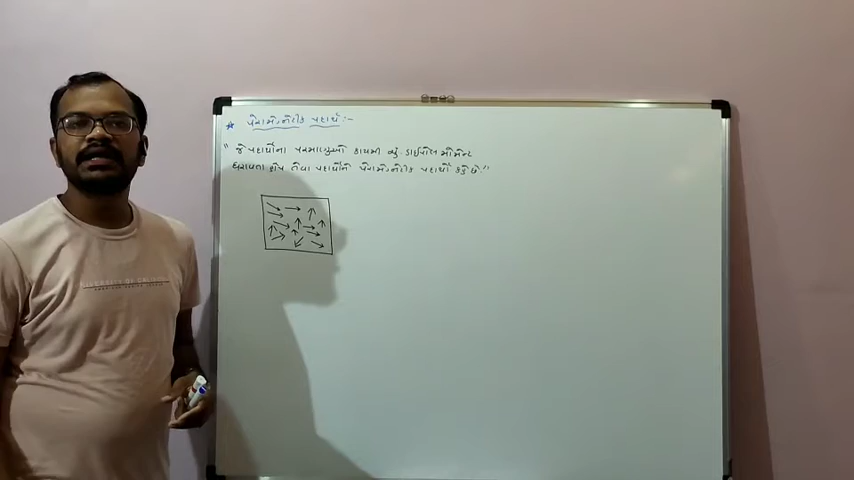 * પેરામેગ્નેટીક પદાર્થ :-
"જે પદાર્થોના પરમાણુઓ કાયમી ચું. ડાઈપોલ મોમેન્ટ
ધરાવતા હોય તેવા પદાર્થોને પેરામેગ્નેટીક પદાર્થો કહે છે."